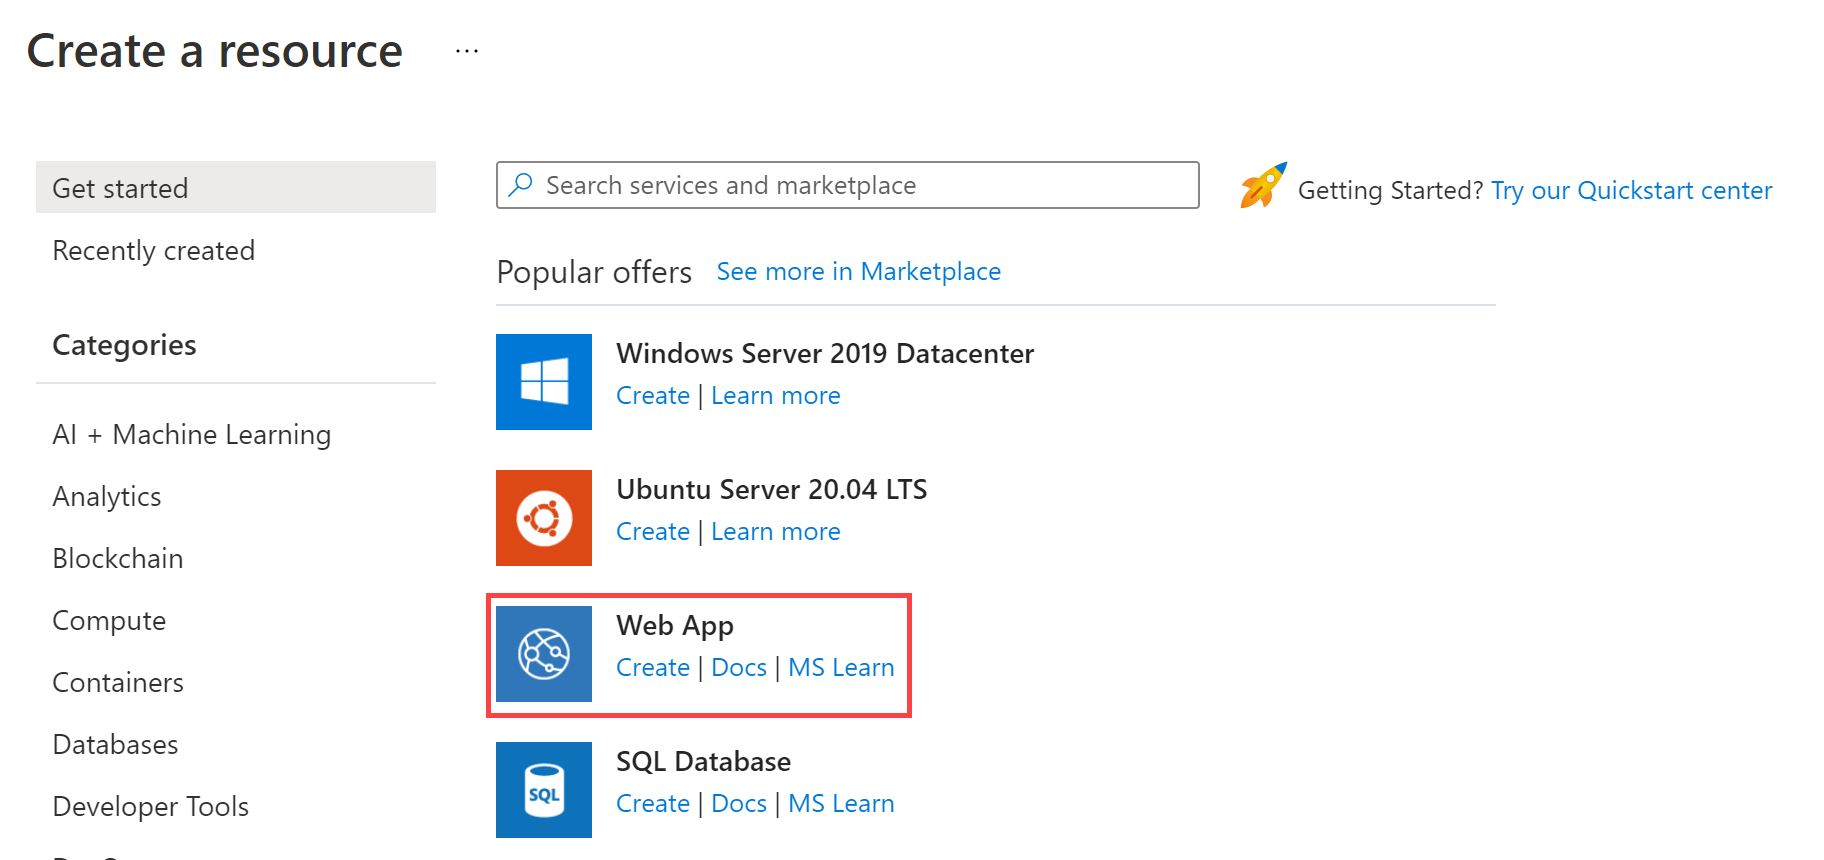 Create a resource ...
Get started
Recently created
Categories
AI + Machine Learning
Analytics
Blockchain
Compute
Containers
Databases
Developer Tools
Search services and marketplace
Getting Started? Try our Quickstart center
Popular offers See more in Marketplace
Windows Server 2019 Datacenter
Create | Learn more
Ubuntu Server 20.04 LTS
Create | Learn more
Web App
Create | Docs | MS Learn
SQL
SQL Database
Create | Docs | MS Learn